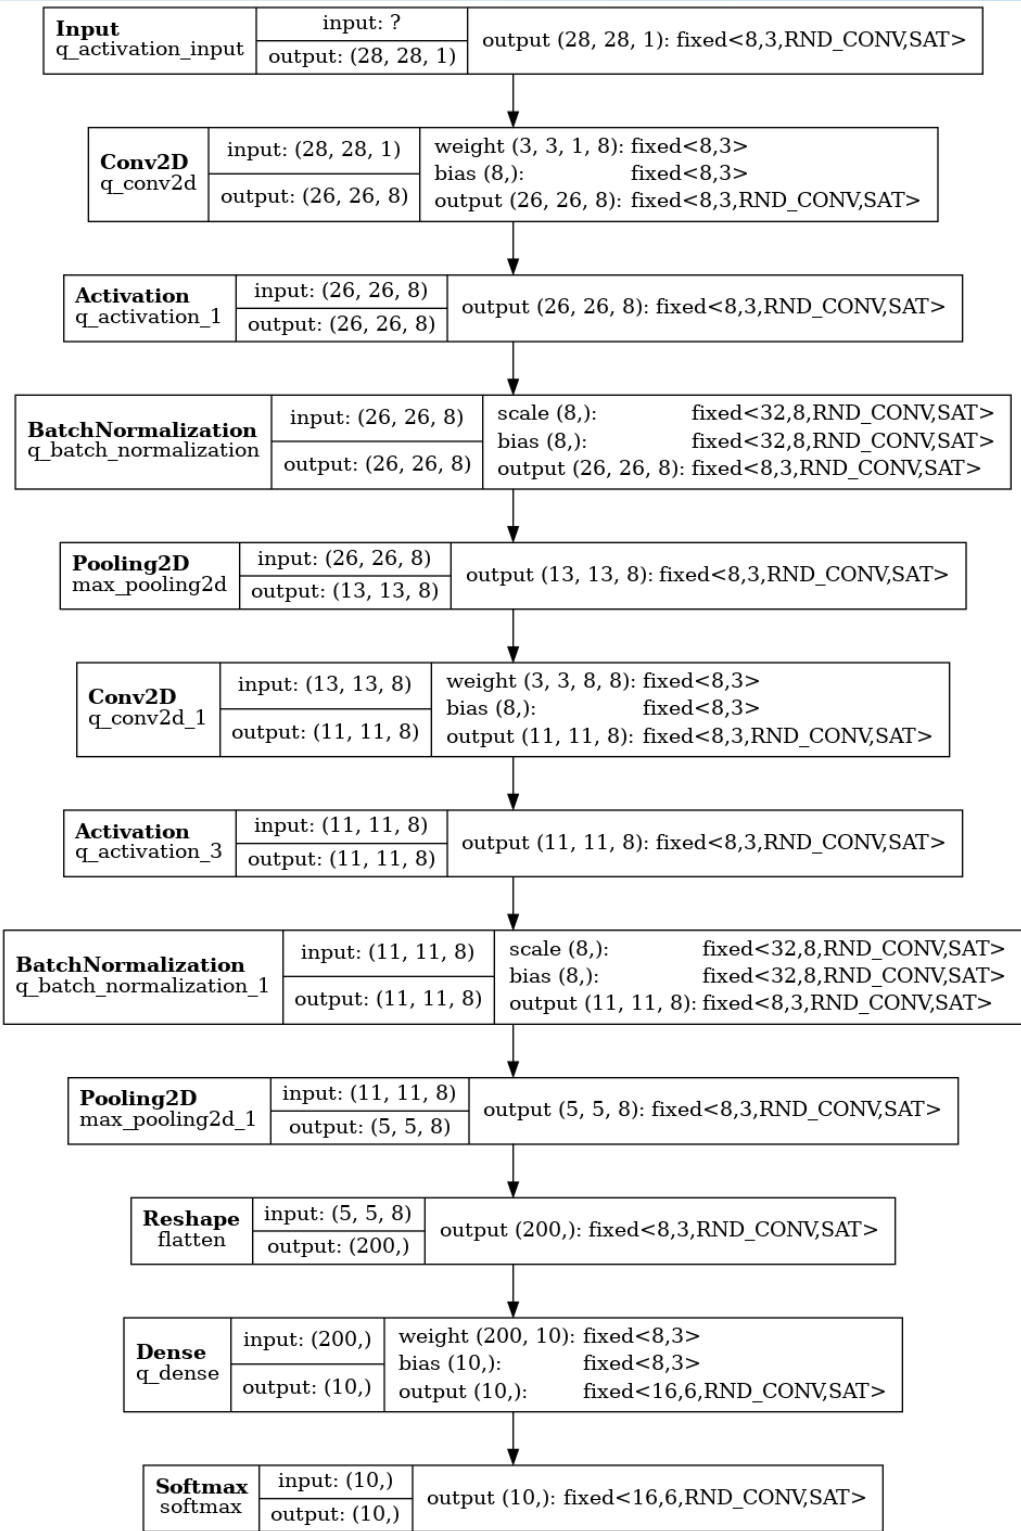 Input
q_activation_input
input: ?
output: (28, 28, 1)
output (28, 28, 1): fixed<8,3,RND_CONV,SAT>
Conv2D
q_conv2d
input: (28, 28, 1)
output: (26, 26, 8)
weight (3, 3, 1, 8): fixed<8,3>
bias (8,): fixed<8,3>
output (26, 26, 8): fixed<8,3,RND_CONV,SAT>
Activation
q_activation_1
input: (26, 26, 8)
output: (26, 26, 8)
output (26, 26, 8): fixed<8,3,RND_CONV,SAT>
BatchNormalization
q_batch_normalization
input: (26, 26, 8)
output: (26, 26, 8)
scale (8,): fixed<32,8,RND_CONV,SAT>
bias (8,): fixed<32,8,RND_CONV,SAT>
output (26, 26, 8): fixed<8,3,RND_CONV,SAT>
Pooling2D
max_pooling2d
input: (26, 26, 8)
output: (13, 13, 8)
output (13, 13, 8): fixed<8,3,RND_CONV,SAT>
Conv2D
q_conv2d_1
input: (13, 13, 8)
output: (11, 11, 8)
weight (3, 3, 8, 8): fixed<8,3>
bias (8,): fixed<8,3>
output (11, 11, 8): fixed<8,3,RND_CONV,SAT>
Activation
q_activation_3
input: (11, 11, 8)
output: (11, 11, 8)
output (11, 11, 8): fixed<8,3,RND_CONV,SAT>
BatchNormalization
q_batch_normalization_1
input: (11, 11, 8)
output: (11, 11, 8)
scale (8,): fixed<32,8,RND_CONV,SAT>
bias (8,): fixed<32,8,RND_CONV,SAT>
output (11, 11, 8): fixed<8,3,RND_CONV,SAT>
Pooling2D
max_pooling2d_1
input: (11, 11, 8)
output: (5, 5, 8)
output (5, 5, 8): fixed<8,3,RND_CONV,SAT>
Reshape
flatten
input: (5, 5, 8)
output: (200,)
output (200,): fixed<8,3,RND_CONV,SAT>
Dense
q_dense
input: (200,)
output: (10,)
weight (200, 10): fixed<8,3>
bias (10,): fixed<8,3>
output (10,): fixed<16,6,RND_CONV,SAT>
Softmax
softmax
input: (10,)
output: (10,)
output (10,): fixed<16,6,RND_CONV,SAT>